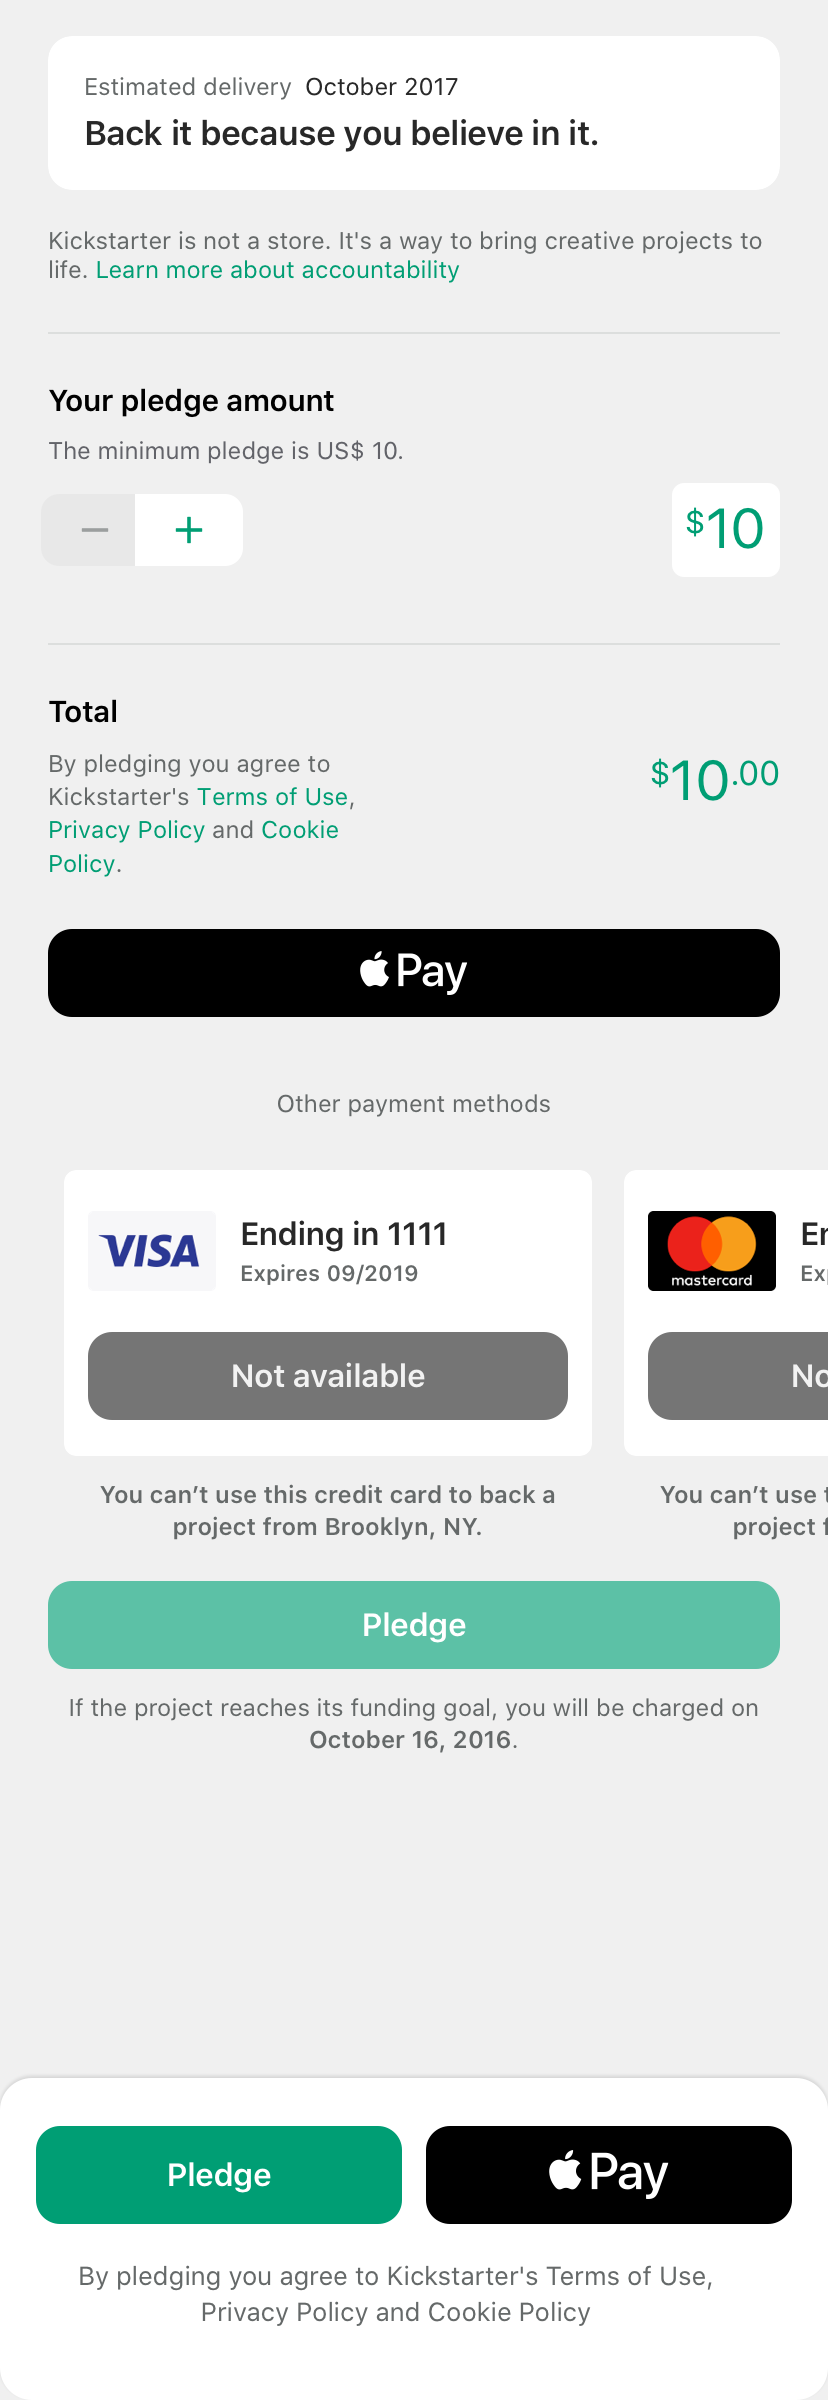 Estimated delivery October 2017
Back it because you believe in it.
Kickstarter is not a store. It's a way to bring creative projects to
life. Learn more about accountability
Your pledge amount
The minimum pledge is US$ 10.
− +
$10
Total
By pledging you agree to
Kickstarter's Terms of Use,
Privacy Policy and Cookie
Policy.
$10.00
Pay
Other payment methods
VISA
Ending in 1111
Expires 09/2019
Not available
You can’t use this credit card to back a
project from Brooklyn, NY.
mastercard
You can’t use
project
Pledge
If the project reaches its funding goal, you will be charged on
October 16, 2016.
Pledge
Pay
By pledging you agree to Kickstarter's Terms of Use,
Privacy Policy and Cookie Policy